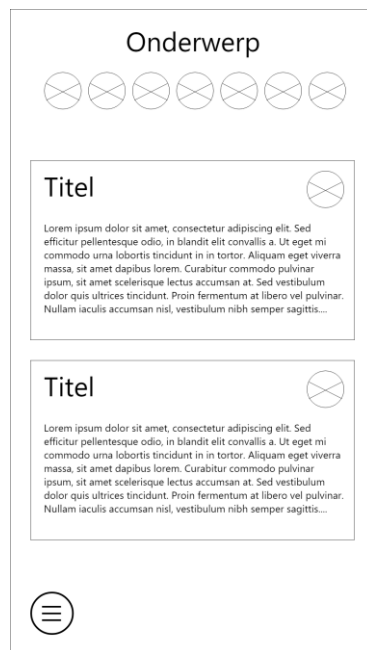 Onderwerp
Titel
Lorem ipsum dolor sit amet, consectetur adipiscing elit. Sed
efficitur pellentesque odio, in blandit elit convallis a. Ut eget mi
commodo urna lobortis tincidunt in in tortor. Aliquam eget viverra
massa, sit amet dapibus lorem. Curabitur commodo pulvinar
ipsum, sit amet scelerisque lectus accumsan at. Sed vestibulum
dolor quis ultrices tincidunt. Proin fermentum at libero vel pulvinar.
Nullam iaculis accumsan nisl, vestibulum nibh semper sagittis....
Titel
Lorem ipsum dolor sit amet, consectetur adipiscing elit. Sed
efficitur pellentesque odio, in blandit elit convallis a. Ut eget mi
commodo urna lobortis tincidunt in in tortor. Aliquam eget viverra
massa, sit amet dapibus lorem. Curabitur commodo pulvinar
ipsum, sit amet scelerisque lectus accumsan at. Sed vestibulum
dolor quis ultrices tincidunt. Proin fermentum at libero vel pulvinar.
Nullam iaculis accumsan nisl, vestibulum nibh semper sagittis....